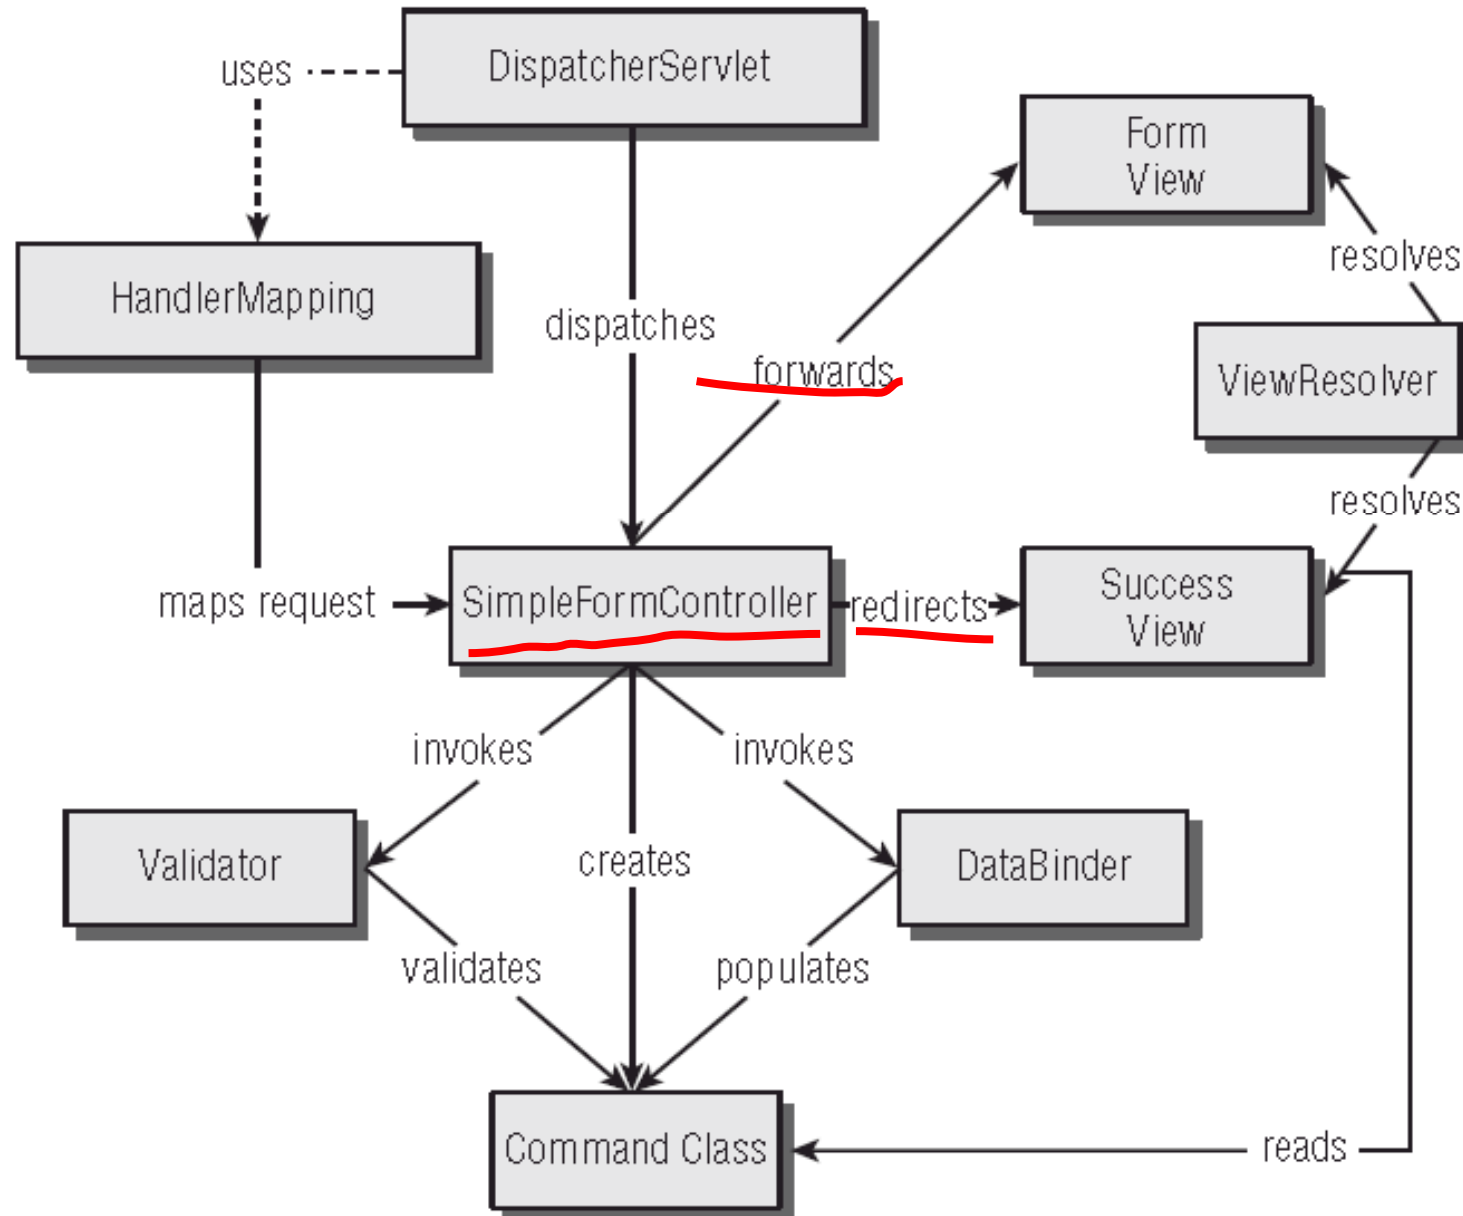 DispatcherServlet
uses
Form
View
resolves
HandlerMapping
dispatches
forwards
ViewResolver
resolves
maps request
SimpleFormController
redirects
Success
View
invokes
invokes
Validator
creates
DataBinder
validates
populates
Command Class
reads